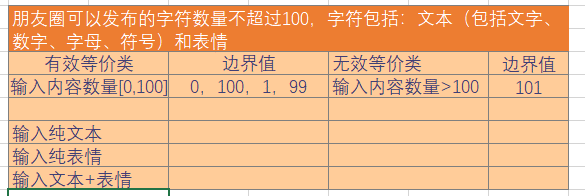 朋友圈可以发布的字符数量不超过100，字符包括：文本（包括文字、
数字、字母、符号）和表情
有效等价类 边界值 无效等价类 边界值
输入内容数量[0,100] 0，100，1，99 输入内容数量>100 101
输入纯文本
输入纯表情
输入文本+表情